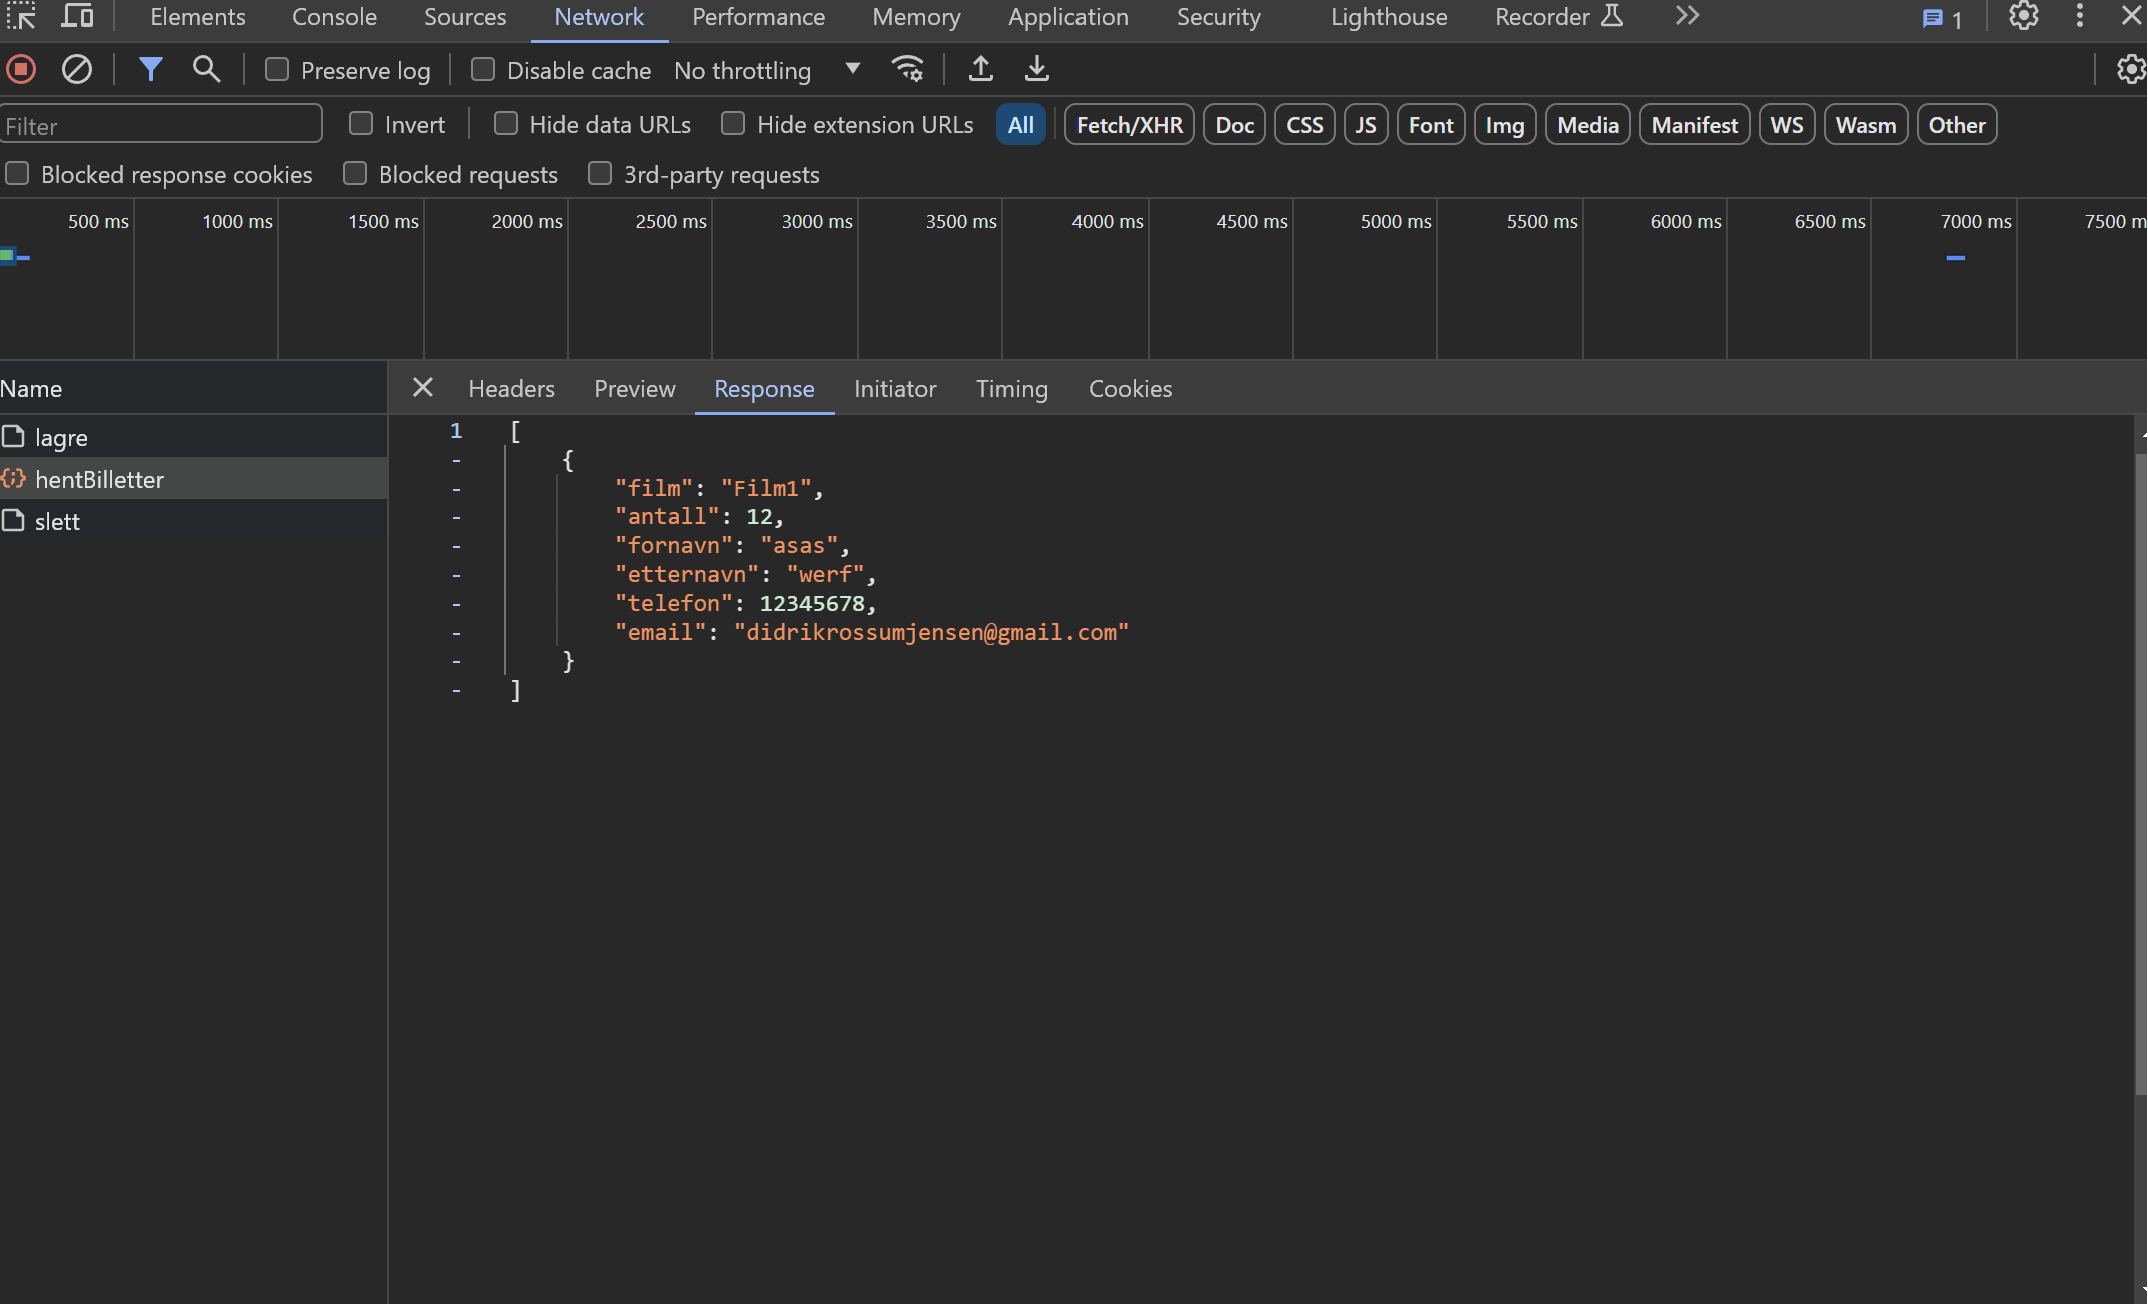 Elements Console Sources Network Performance Memory Application Security Lighthouse Recorder 1
Preserve log Disable cache No throttling
Filter Invert Hide data URLs Hide extension URLs All Fetch/XHR Doc CSS JS Font Img Media Manifest WS Wasm Other
Blocked response cookies Blocked requests 3rd-party requests
500 ms 1000 ms 1500 ms 2000 ms 2500 ms 3000 ms 3500 ms 4000 ms 4500 ms 5000 ms 5500 ms 6000 ms 6500 ms 7000 ms 7500 m
Name Headers Preview Response Initiator Timing Cookies
lagre
hentBilletter
slett
1 [
- {
- "film": "Film1",
- "antall": 12,
- "fornavn": "asas",
- "etternavn": "werf",
- "telefon": 12345678,
- "email": "didrikrossumjensen@gmail.com"
- }
- ]